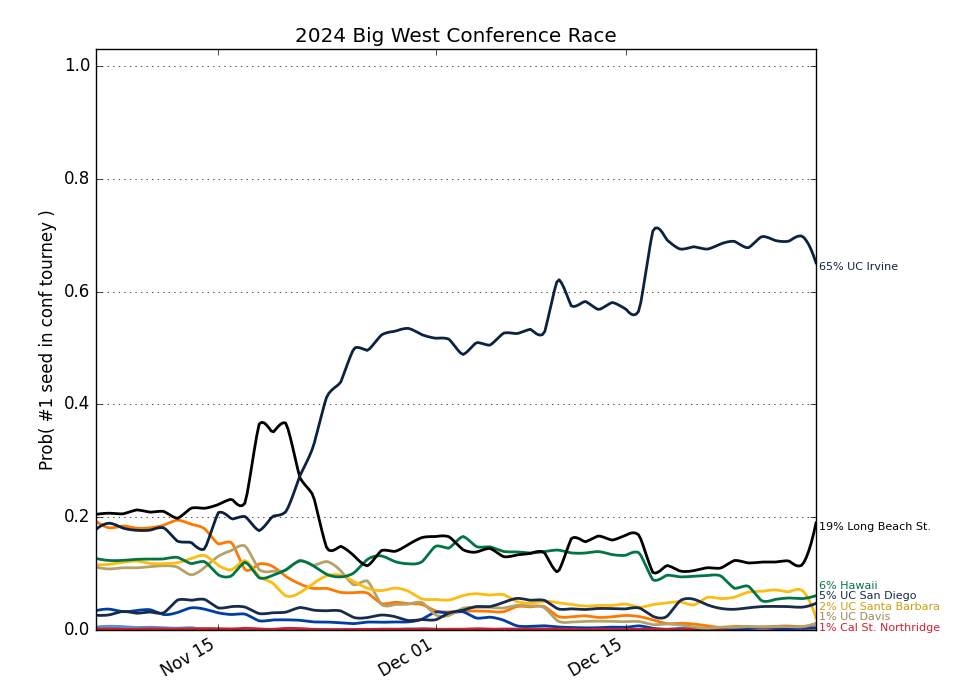 2024 Big West Conference Race
Prob( #1 seed in conf tourney )
1.0
0.8
0.6
0.4
0.2
0.0
Nov 15
Dec 01
Dec 15
65% UC Irvine
19% Long Beach St.
6% Hawaii
5% UC San Diego
2% UC Santa Barbara
1% UC Davis
1% Cal St. Northridge